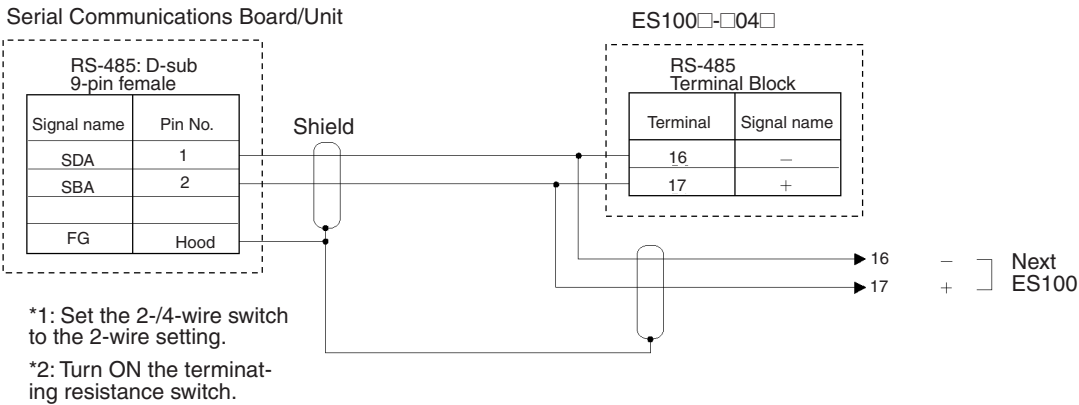 Serial Communications Board/Unit
ES100□-□04□
RS-485: D-sub
9-pin female
Signal name Pin No.
SDA 1
SBA 2
FG Hood
Shield
RS-485
Terminal Block
Terminal Signal name
16 −
17 +
16 − Next
17 + ES100
*1: Set the 2-/4-wire switch
to the 2-wire setting.
*2: Turn ON the terminat-
ing resistance switch.